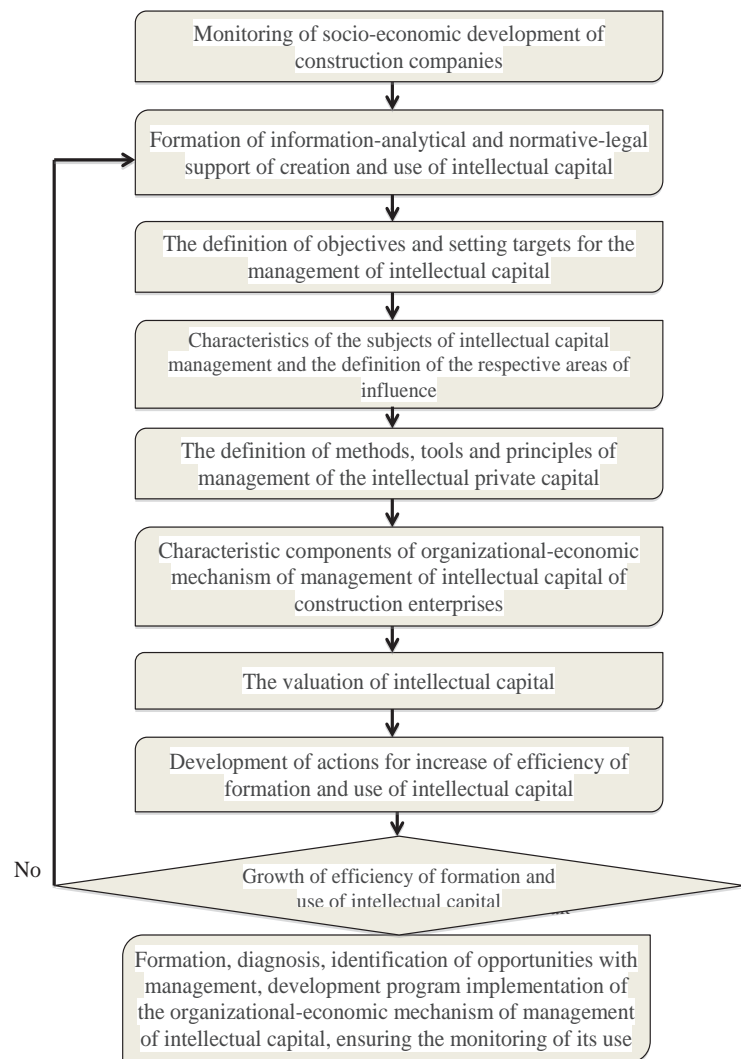 Monitoring of socio-economic development of
construction companies
Formation of information-analytical and normative-legal
support of creation and use of intellectual capital
The definition of objectives and setting targets for the
management of intellectual capital
Characteristics of the subjects of intellectual capital
management and the definition of the respective areas of
influence
The definition of methods, tools and principles of
management of the intellectual private capital
Characteristic components of organizational-economic
mechanism of management of intellectual capital of
construction enterprises
The valuation of intellectual capital
Development of actions for increase of efficiency of
formation and use of intellectual capital
No
Growth of efficiency of formation and
use of intellectual capital
Formation, diagnosis, identification of opportunities with
management, development program implementation of
the organizational-economic mechanism of management
of intellectual capital, ensuring the monitoring of its use